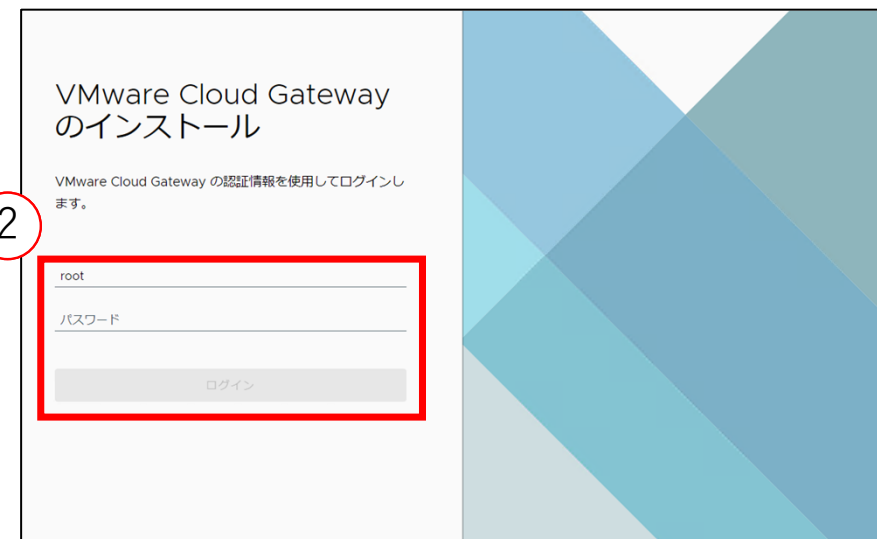 VMware Cloud Gateway
のインストール
VMware Cloud Gateway の認証情報を使用してログインし
ます。
2
root
パスワード
ログイン